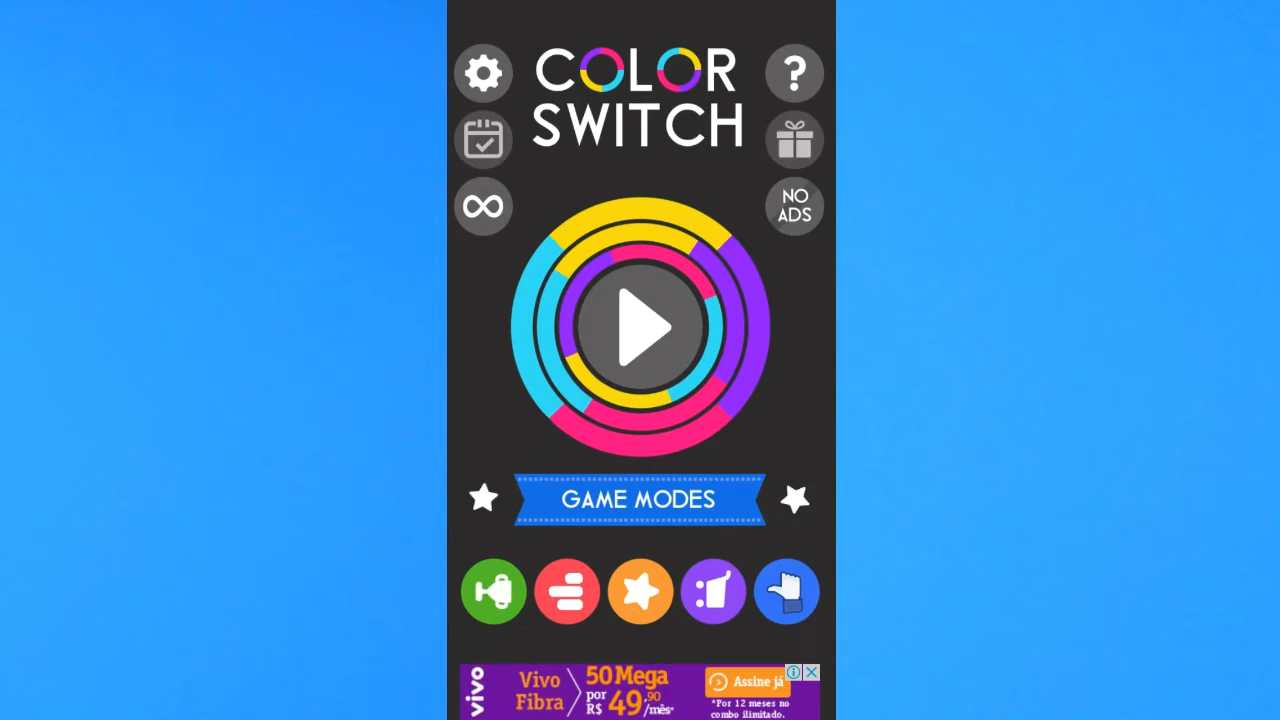 COLOR
SWITCH
?
NO
ADS
GAME MODES
vivo
Vivo
Fibra
50 Mega
por
R$ 49,90
/mês*
Assine já
*Por 12 meses no
combo ilimitado.